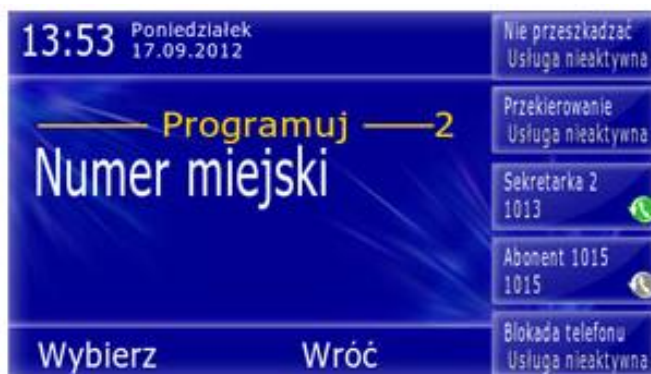 13:53 Poniedziałek
17.09.2012
Programuj 2
Numer miejski
Wybierz Wróć
Nie przeszkadzać
Usługa nieaktywna
Przekierowanie
Usługa nieaktywna
Sekretarka 2
1013
Abonent 1015
1015
Blokada telefonu
Usługa nieaktywna